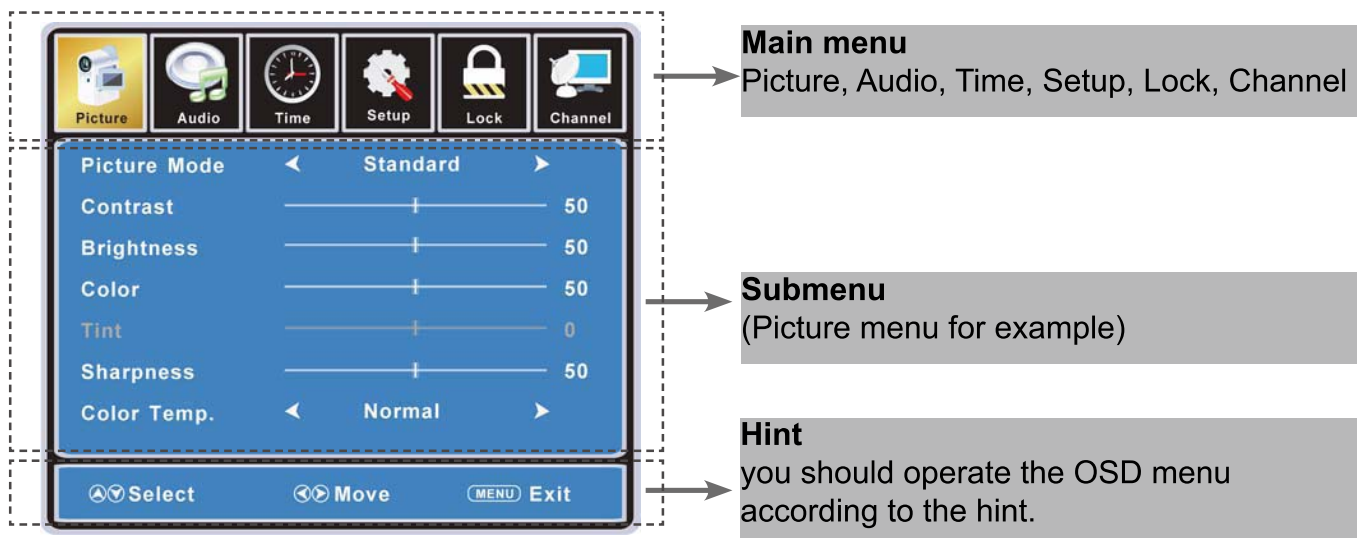 Picture Audio Time Setup Lock Channel
Picture Mode Standard
Contrast 50
Brightness 50
Color 50
Tint 0
Sharpness 50
Color Temp. Normal
Select Move MENU Exit
Main menu
Picture, Audio, Time, Setup, Lock, Channel
Submenu
(Picture menu for example)
Hint
you should operate the OSD menu
according to the hint.